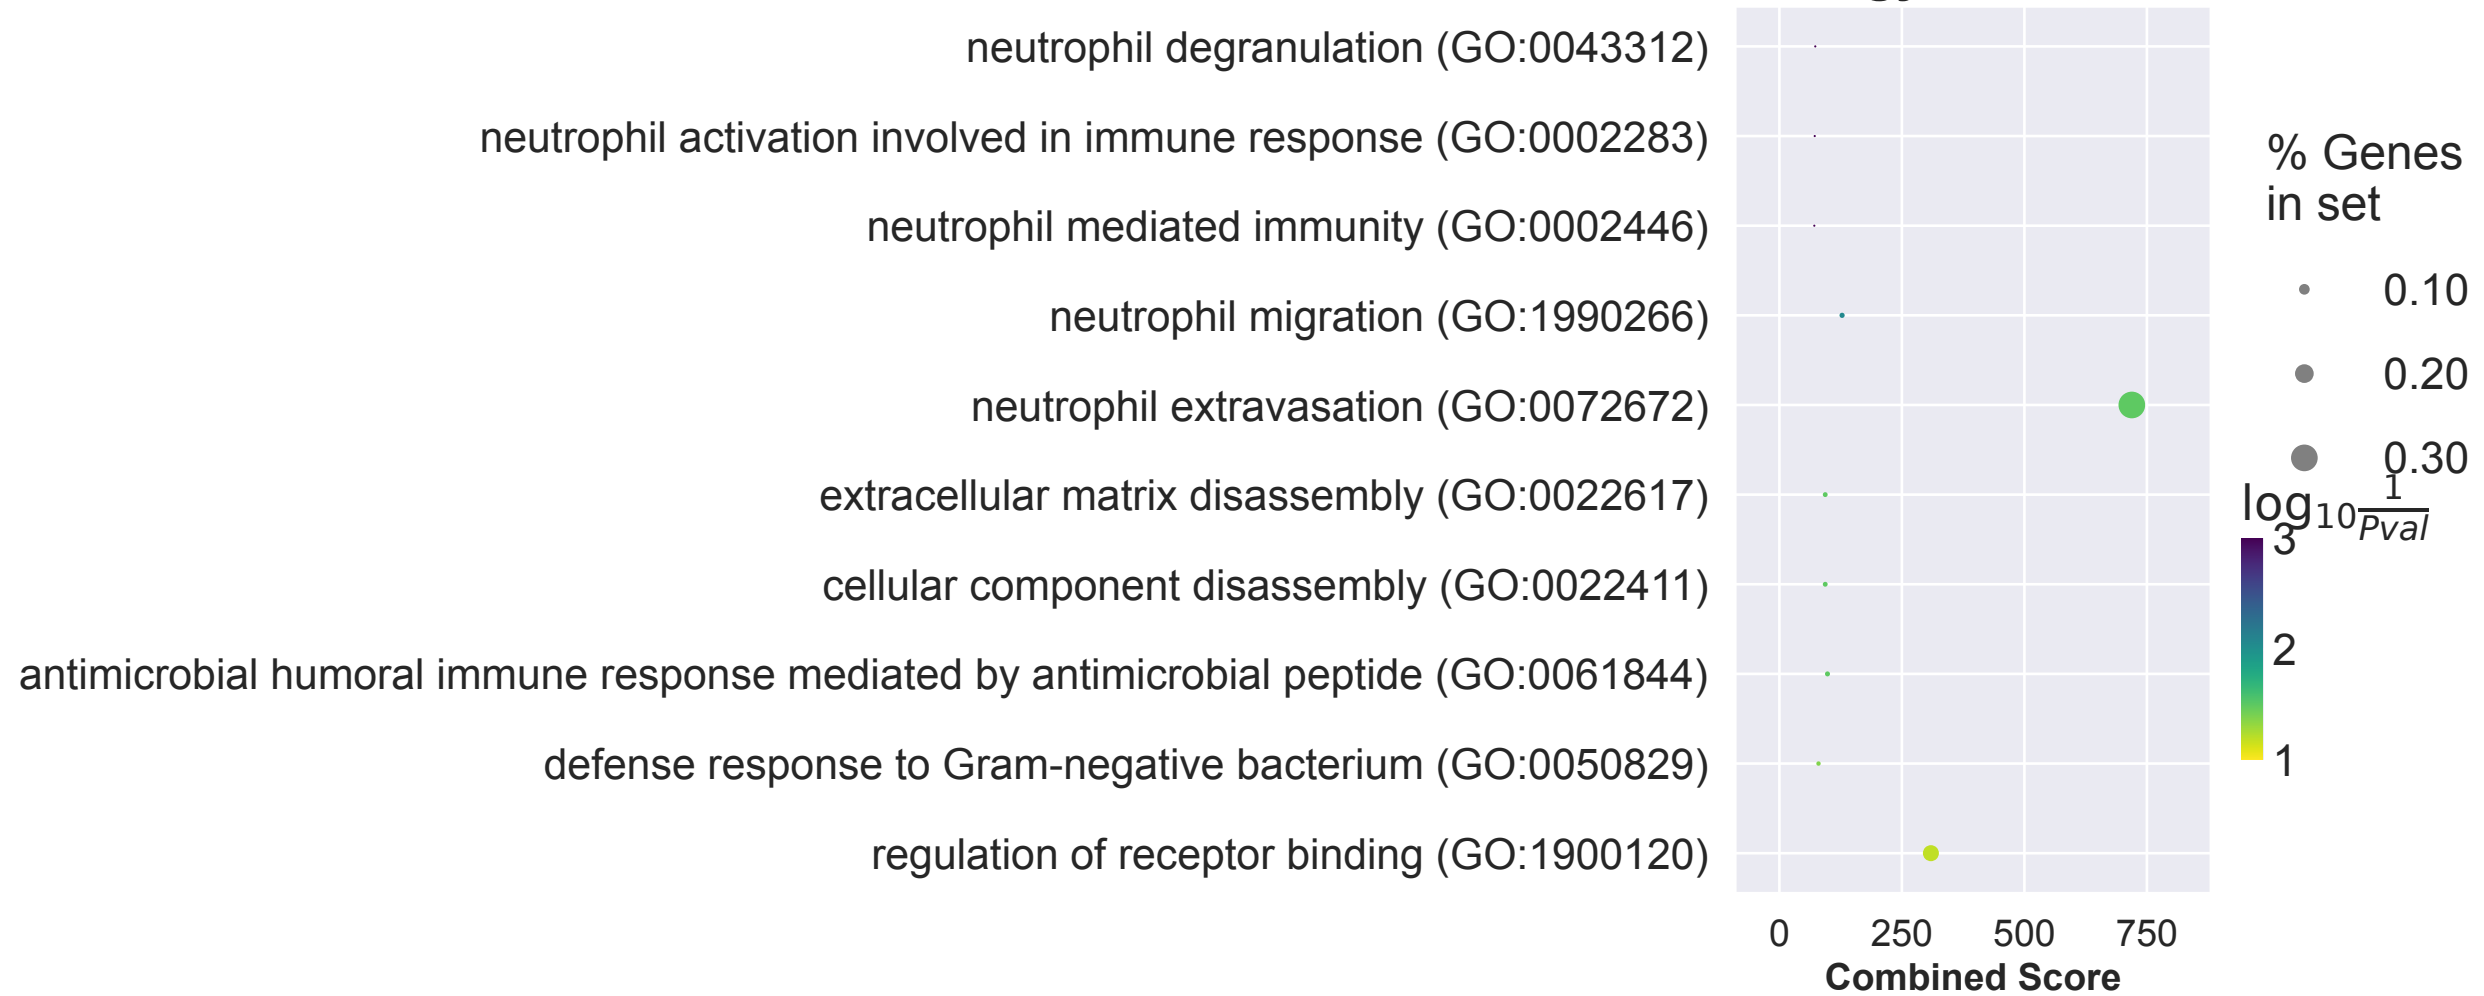 neutrophil degranulation (GO:0043312)
neutrophil activation involved in immune response (GO:0002283)
neutrophil mediated immunity (GO:0002446)
neutrophil migration (GO:1990266)
neutrophil extravasation (GO:0072672)
extracellular matrix disassembly (GO:0022617)
cellular component disassembly (GO:0022411)
antimicrobial humoral immune response mediated by antimicrobial peptide (GO:0061844)
defense response to Gram-negative bacterium (GO:0050829)
regulation of receptor binding (GO:1900120)
0 250 500 750
Combined Score
% Genes
in set
0.10
0.20
0.30
log₁₀ 1/Pval
3
2
1